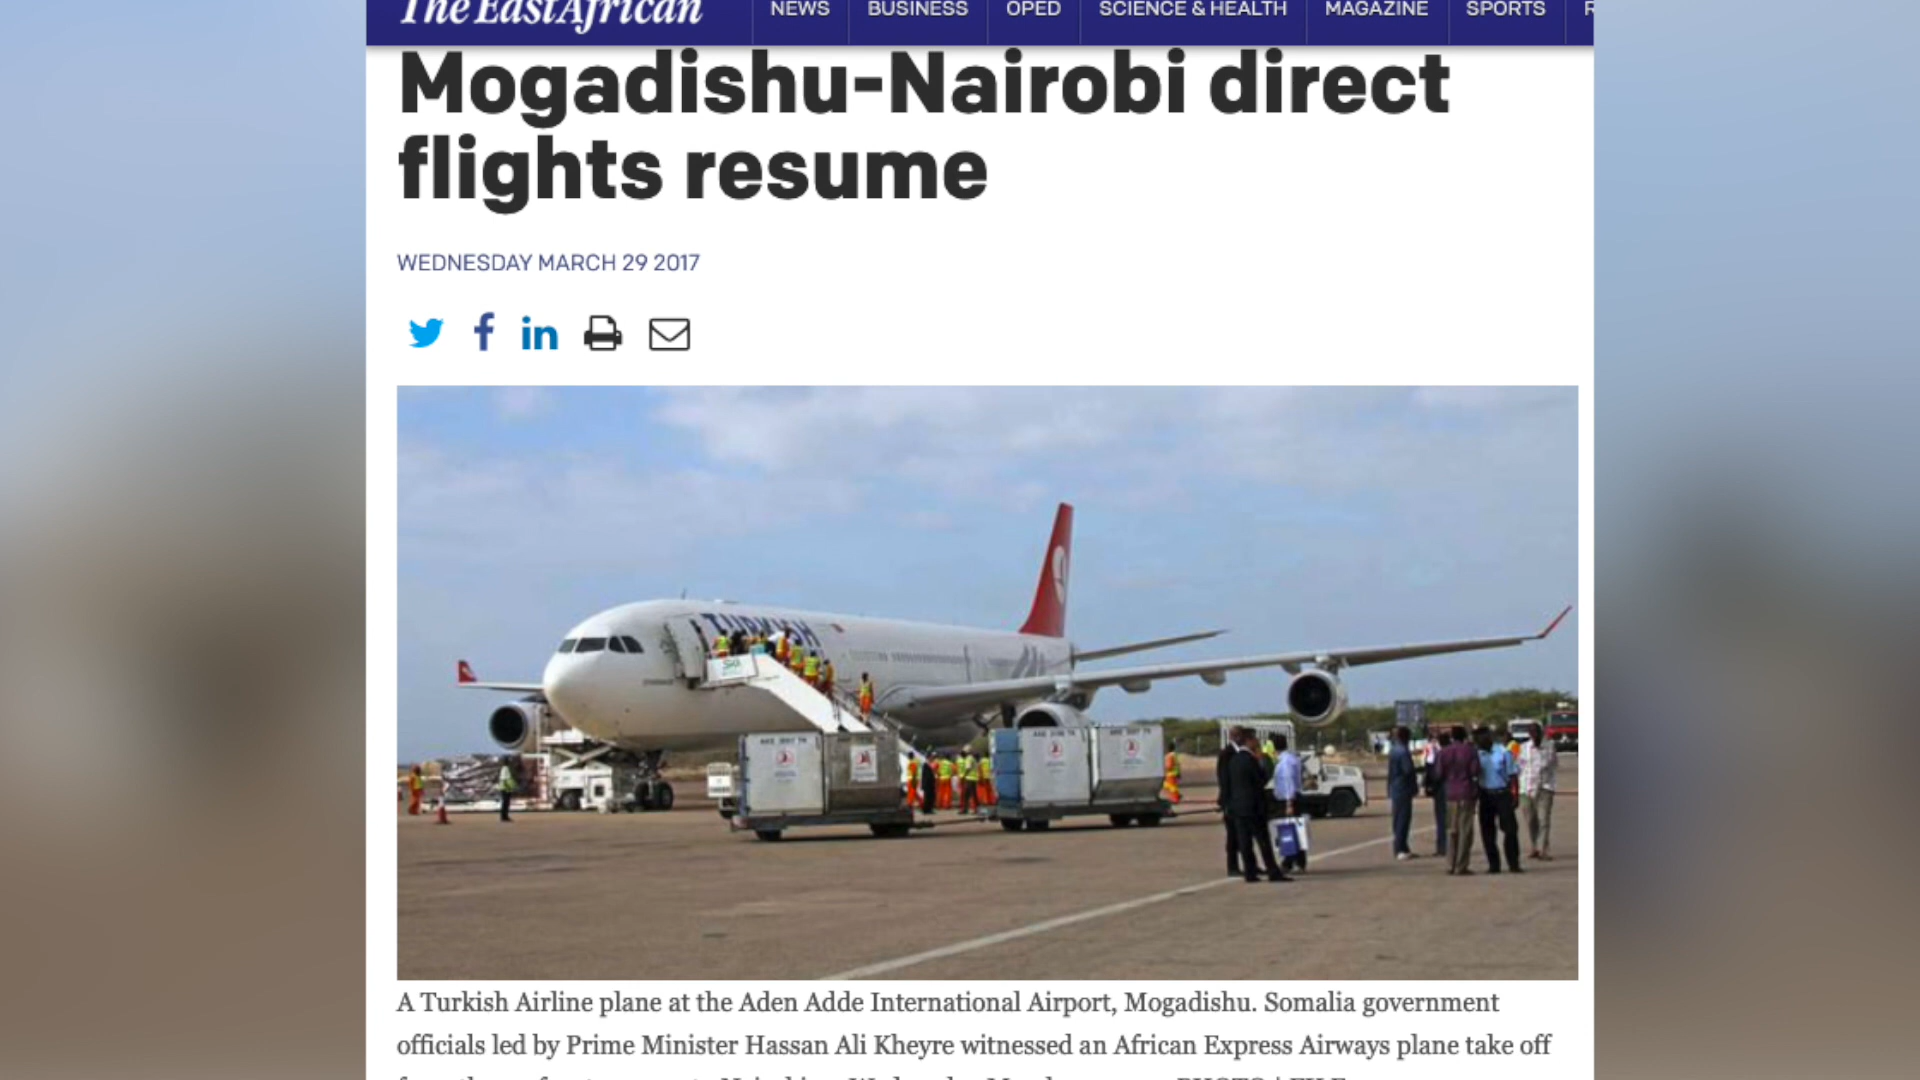 The EastAfrican NEWS BUSINESS OPED SCIENCE & HEALTH MAGAZINE SPORTS
Mogadishu-Nairobi direct
flights resume
WEDNESDAY MARCH 29 2017
TURKISH
A Turkish Airline plane at the Aden Adde International Airport, Mogadishu. Somalia government
officials led by Prime Minister Hassan Ali Kheyre witnessed an African Express Airways plane take off